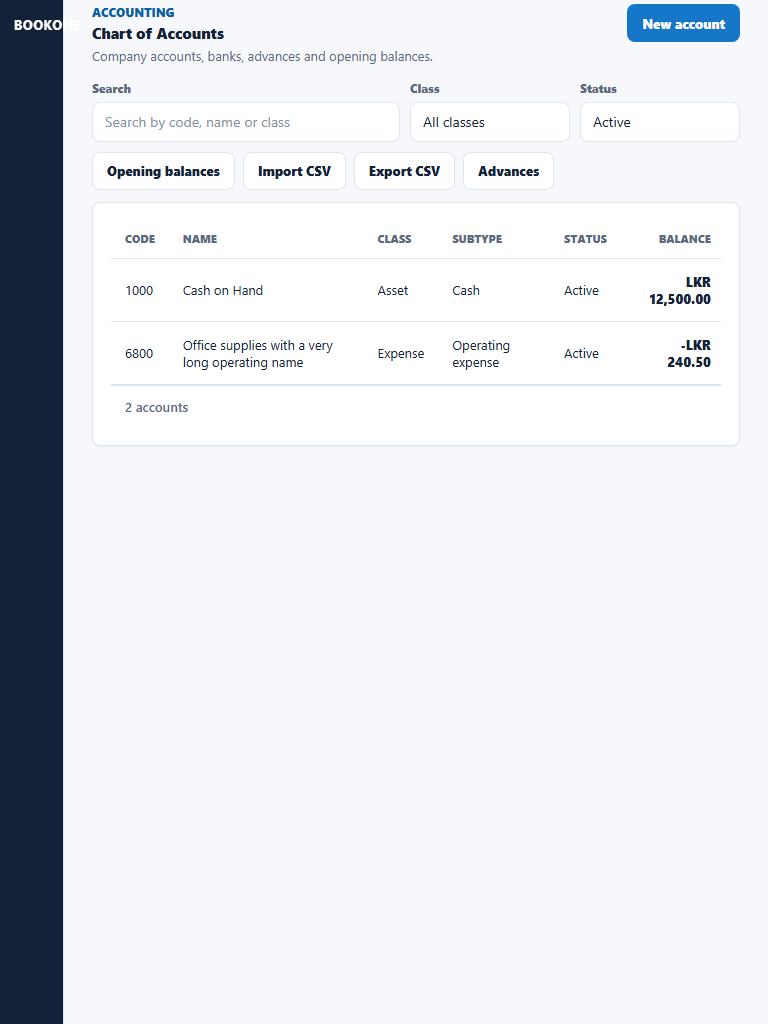 BOOKONE
ACCOUNTING
Chart of Accounts
New account
Company accounts, banks, advances and opening balances.
Search Class Status
Search by code, name or class All classes Active
Opening balances Import CSV Export CSV Advances
CODE NAME CLASS SUBTYPE STATUS BALANCE
1000 Cash on Hand Asset Cash Active LKR 12,500.00
6800 Office supplies with a very long operating name Expense Operating expense Active -LKR 240.50
2 accounts